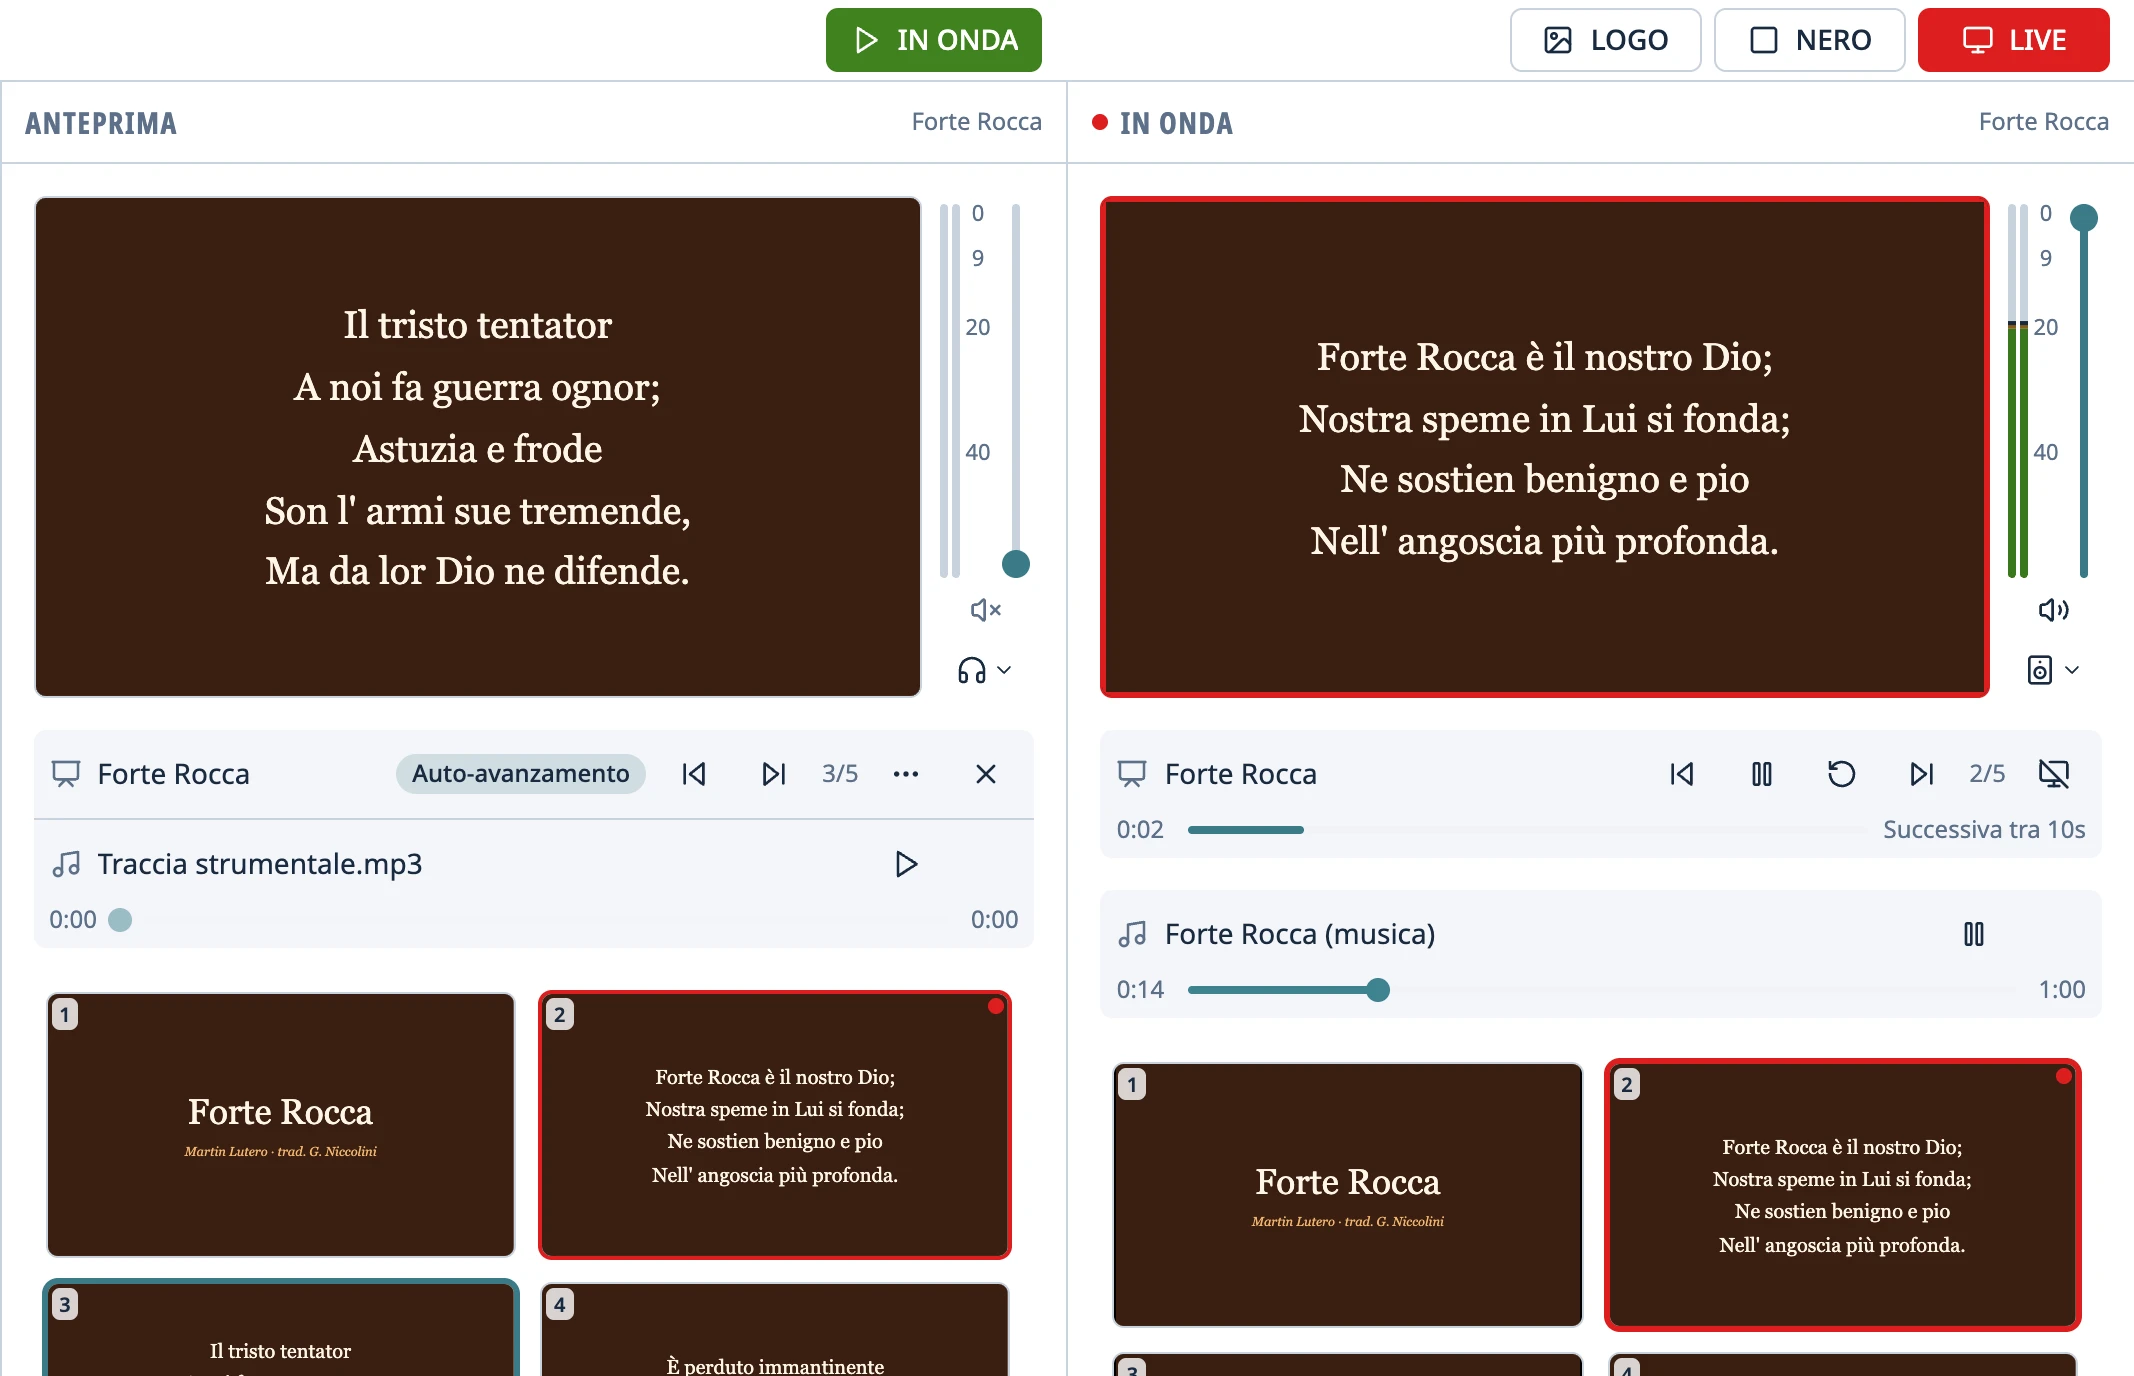 IN ONDA
LOGO
NERO
LIVE
ANTEPRIMA
Forte Rocca
IN ONDA
Forte Rocca
Il tristo tentator
A noi fa guerra ognor;
Astuzia e frode
Son l' armi sue tremende,
Ma da lor Dio ne difende.
0
9
20
40
Forte Rocca è il nostro Dio;
Nostra speme in Lui si fonda;
Ne sostien benigno e pio
Nell' angoscia più profonda.
0
9
20
40
Forte Rocca
Auto-avanzamento
3/5
Traccia strumentale.mp3
0:00
0:00
Forte Rocca
2/5
0:02
Successiva tra 10s
Forte Rocca (musica)
0:14
1:00
1
Forte Rocca
Martin Lutero · trad. G. Niccolini
2
Forte Rocca è il nostro Dio;
Nostra speme in Lui si fonda;
Ne sostien benigno e pio
Nell' angoscia più profonda.
3
Il tristo tentator
4
È perduto immantinente
1
Forte Rocca
Martin Lutero · trad. G. Niccolini
2
Forte Rocca è il nostro Dio;
Nostra speme in Lui si fonda;
Ne sostien benigno e pio
Nell' angoscia più profonda.
3
4